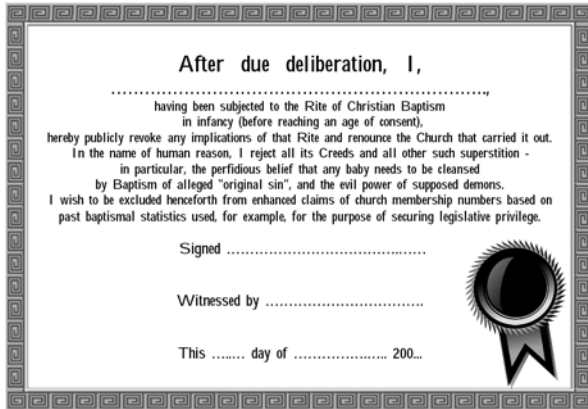 After due deliberation, I,
........................................................................,
having been subjected to the Rite of Christian Baptism
in infancy (before reaching an age of consent),
hereby publicly revoke any implications of that Rite and renounce the Church that carried it out.
In the name of human reason, I reject all its Creeds and all other such superstition -
in particular, the perfidious belief that any baby needs to be cleansed
by Baptism of alleged "original sin", and the evil power of supposed demons.
I wish to be excluded henceforth from enhanced claims of church membership numbers based on
past baptismal statistics used, for example, for the purpose of securing legislative privilege.
Signed ..........................................
Witnessed by .................................
This ....... day of ...................... 200...